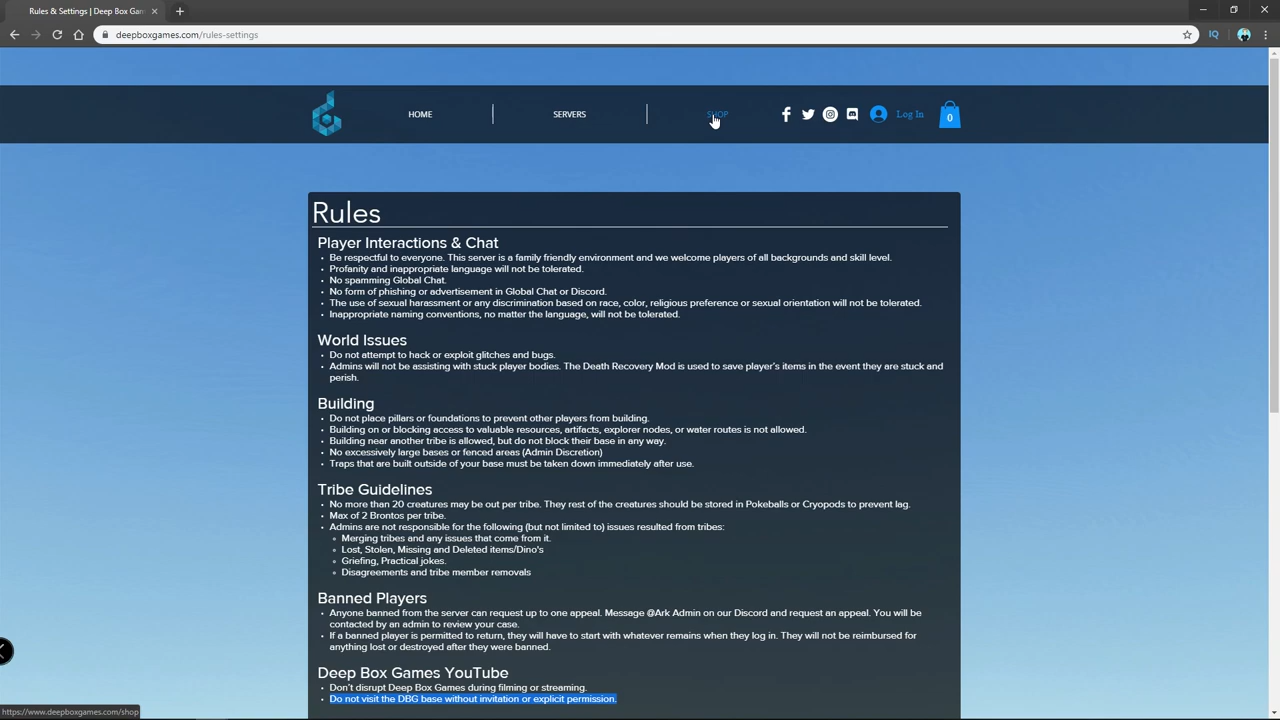 Rules & Settings | Deep Box Gam
deepboxgames.com/rules-settings
HOME
SERVERS
SHOP
Log In
0
Rules
Player Interactions & Chat
• Be respectful to everyone. This server is a family friendly environment and we welcome players of all backgrounds and skill level.
• Profanity and inappropriate language will not be tolerated.
• No spamming Global Chat.
• No form of phishing or advertisement in Global Chat or Discord.
• The use of sexual harassment or any discrimination based on race, color, religious preference or sexual orientation will not be tolerated.
• Inappropriate naming conventions, no matter the language, will not be tolerated.
World Issues
• Do not attempt to hack or exploit glitches and bugs.
• Admins will not be assisting with stuck player bodies. The Death Recovery Mod is used to save player's items in the event they are stuck and
perish.
Building
• Do not place pillars or foundations to prevent other players from building.
• Building on or blocking access to valuable resources, artifacts, explorer nodes, or water routes is not allowed.
• Building near another tribe is allowed, but do not block their base in any way.
• No excessively large bases or fenced areas (Admin Discretion)
• Traps that are built outside of your base must be taken down immediately after use.
Tribe Guidelines
• No more than 20 creatures may be out per tribe. They rest of the creatures should be stored in Pokeballs or Cryopods to prevent lag.
• Max of 2 Brontos per tribe.
• Admins are not responsible for the following (but not limited to) issues resulted from tribes:
• Merging tribes and any issues that come from it.
• Lost, Stolen, Missing and Deleted items/Dino's
• Griefing, Practical jokes.
• Disagreements and tribe member removals
Banned Players
• Anyone banned from the server can request up to one appeal. Message @Ark Admin on our Discord and request an appeal. You will be
contacted by an admin to review your case.
• If a banned player is permitted to return, they will have to start with whatever remains when they log in. They will not be reimbursed for
anything lost or destroyed after they were banned.
Deep Box Games YouTube
• Don't disrupt Deep Box Games during filming or streaming.
• Do not visit the DBG base without invitation or explicit permission.
https://www.deepboxgames.com/shop